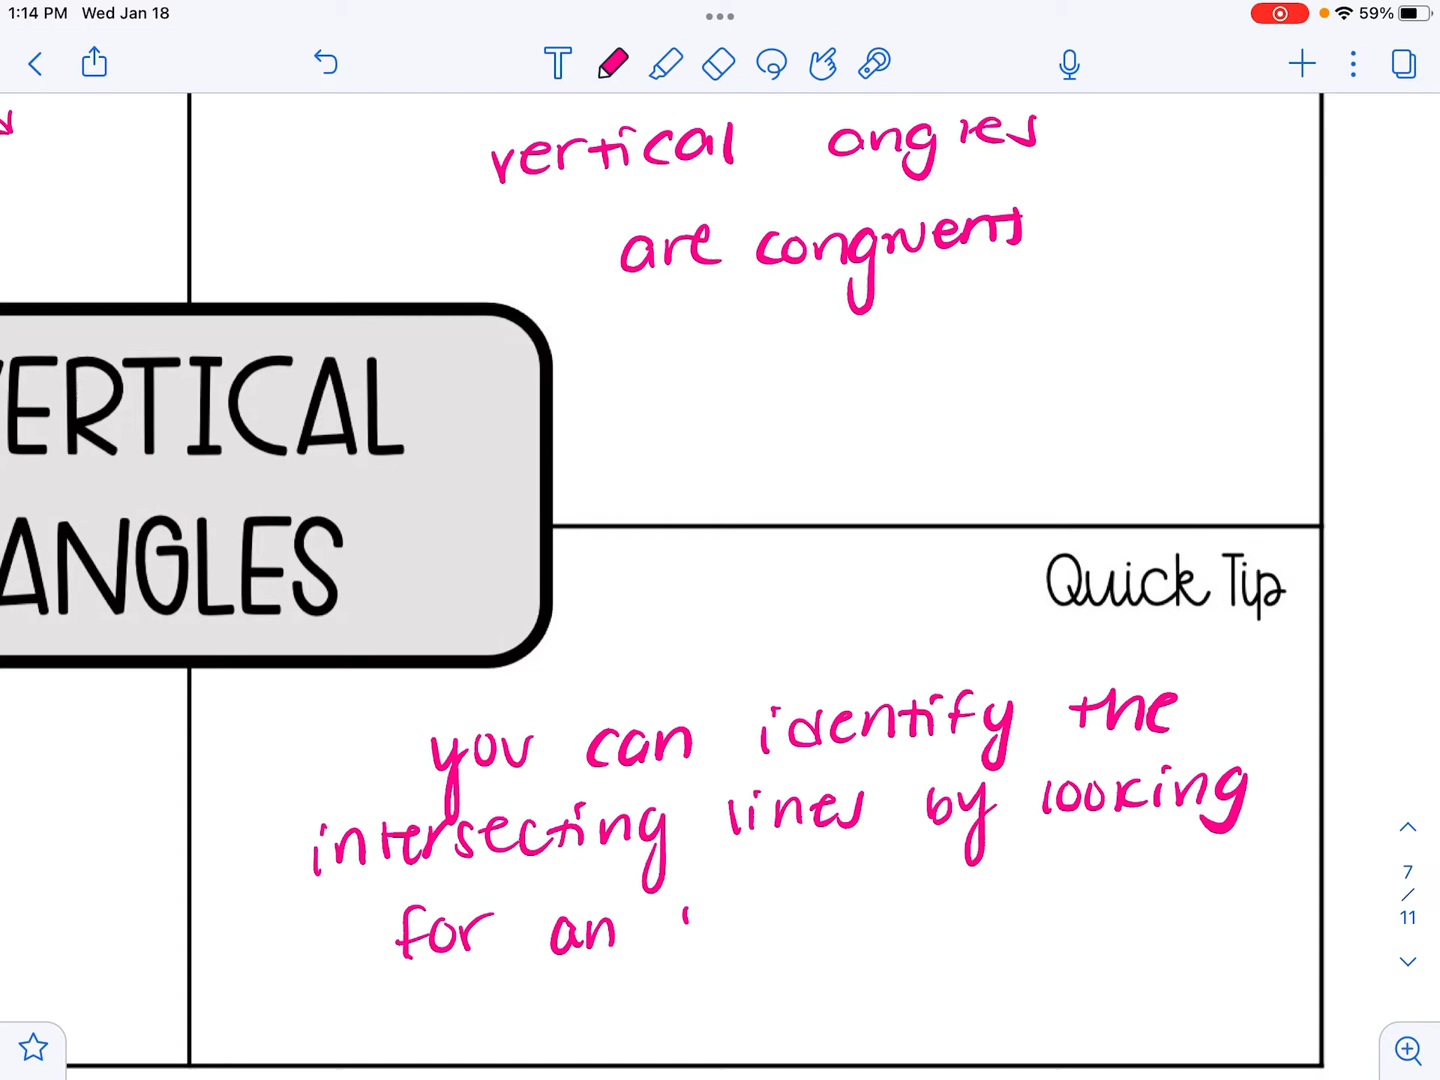 1:14 PM Wed Jan 18
59%
vertical angles
are congruent
VERTICAL
ANGLES
Quick Tip
you can identify the
intersecting lines by looking
for an "
7
/
11